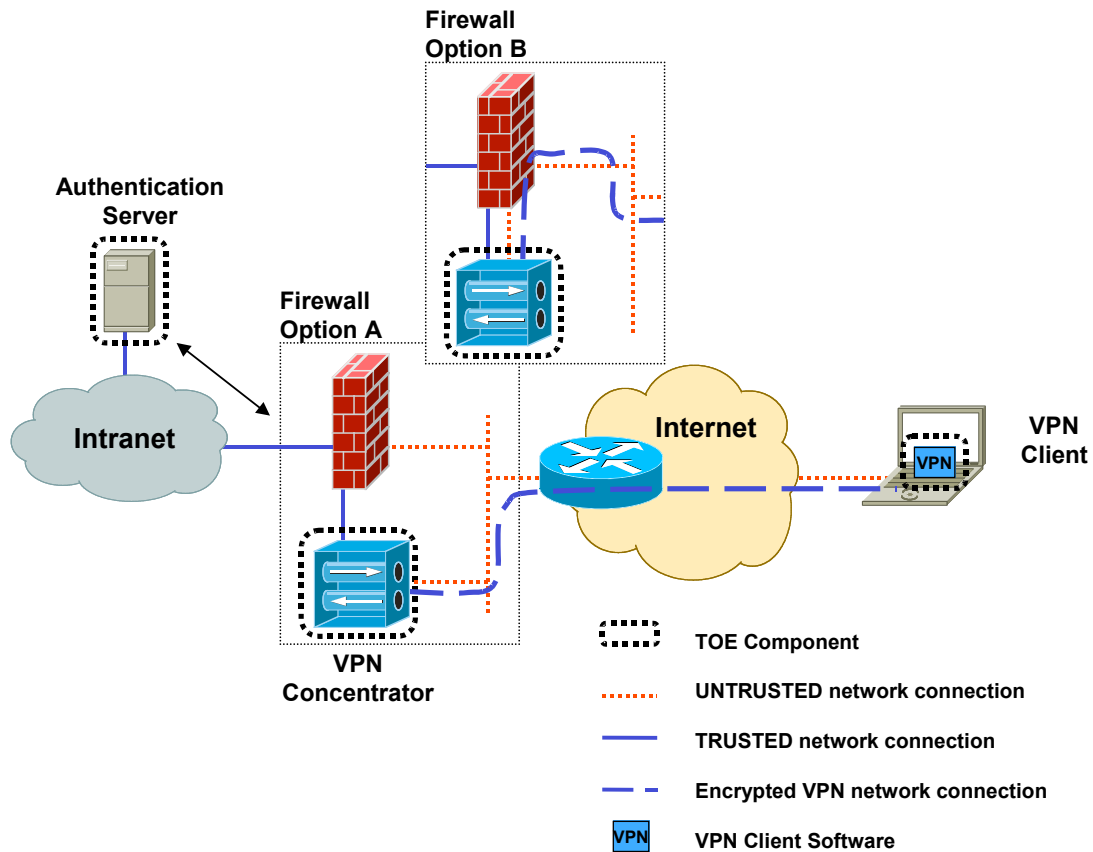 Firewall
Option B
Authentication
Server
Firewall
Option A
Intranet
Internet
VPN
VPN
Client
VPN
Concentrator
TOE Component
UNTRUSTED network connection
TRUSTED network connection
Encrypted VPN network connection
VPN
VPN Client Software